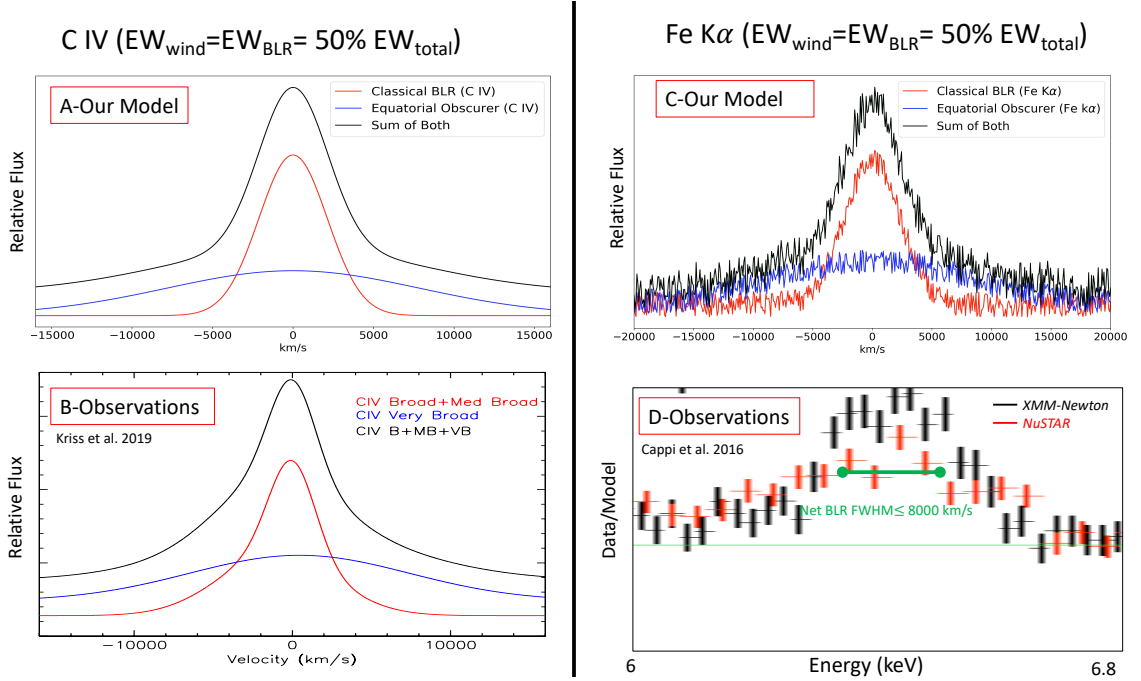 C IV (EWwind=EWBLR= 50% EWtotal)
A-Our Model
Classical BLR (C IV)
Equatorial Obscurer (C IV)
Sum of Both
Relative Flux
−15000 −10000 −5000 0 5000 10000 15000
km/s
B-Observations
Kriss et al. 2019
CIV Broad+Med Broad
CIV Very Broad
CIV B+MB+VB
Relative Flux
−10000 0 10000
Velocity (km/s)
Fe Kα (EWwind=EWBLR= 50% EWtotal)
C-Our Model
Classical BLR (Fe Kα)
Equatorial Obscurer (Fe kα)
Sum of Both
Relative Flux
−20000 −15000 −10000 −5000 0 5000 10000 15000 20000
km/s
D-Observations
Cappi et al. 2016
XMM-Newton
NuSTAR
Data/Model
Net BLR FWHM≤ 8000 km/s
6 6.8
Energy (keV)